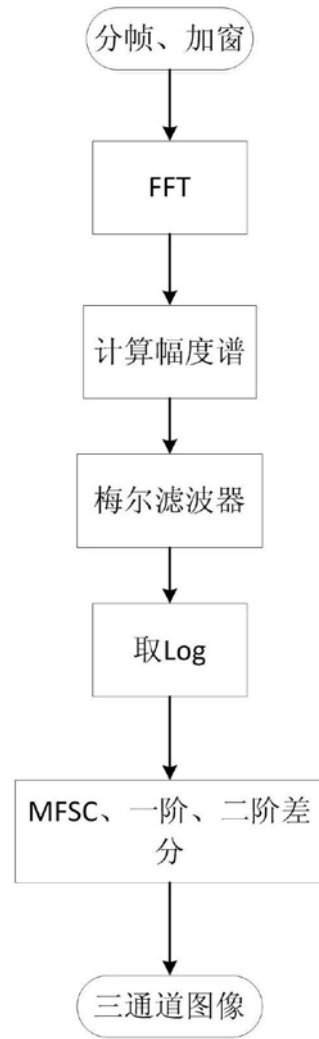 分帧、加窗
FFT
计算幅度谱
梅尔滤波器
取Log
MFSC、一阶、二阶差
分
三通道图像